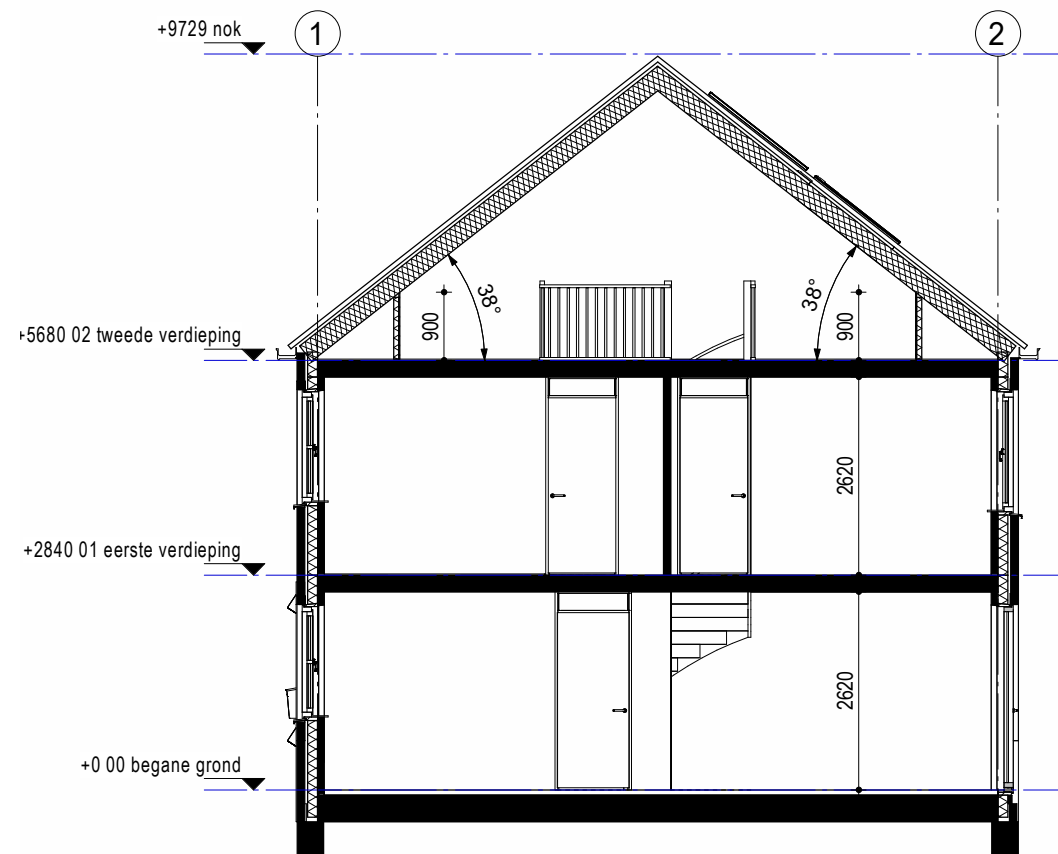 +9729 nok
1
2
38°
38°
900
900
+5680 02 tweede verdieping
2620
+2840 01 eerste verdieping
2620
+0 00 begane grond